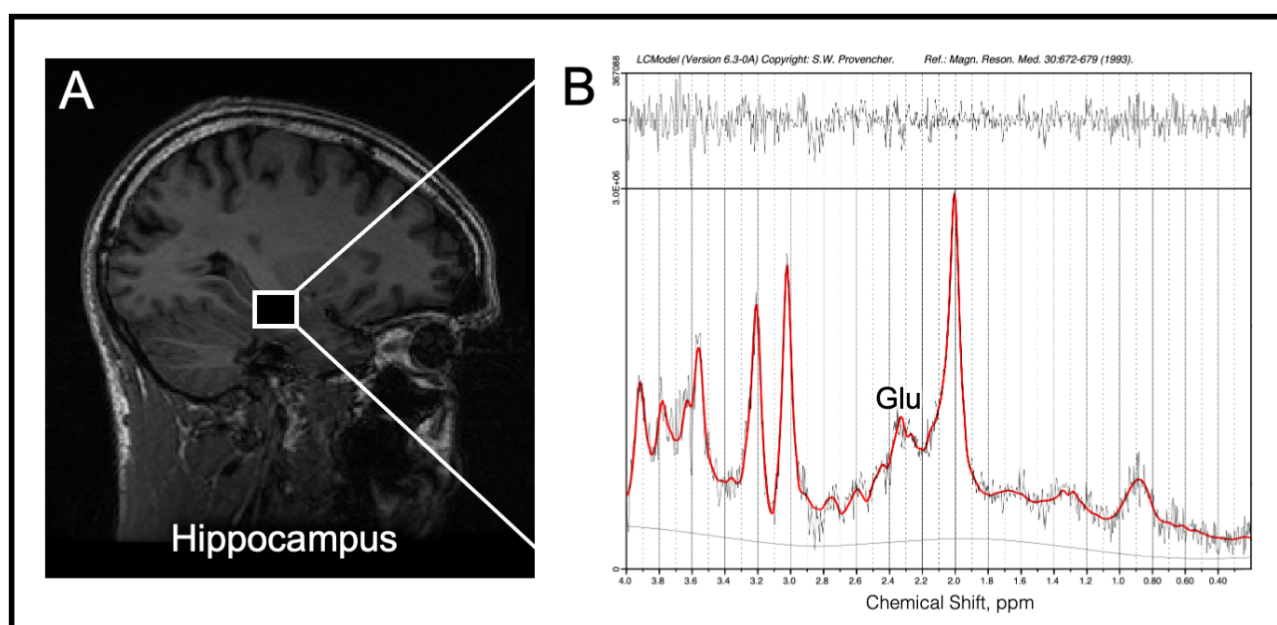 A
Hippocampus
B
LCModel (Version 6.3-0A) Copyright: S.W. Provencher. Ref.: Magn. Reson. Med. 30:672-679 (1993).
367088
0
3.0E+06
Glu
0
4.0 3.8 3.6 3.4 3.2 3.0 2.8 2.6 2.4 2.2 2.0 1.8 1.6 1.4 1.2 1.0 0.80 0.60 0.40
Chemical Shift, ppm